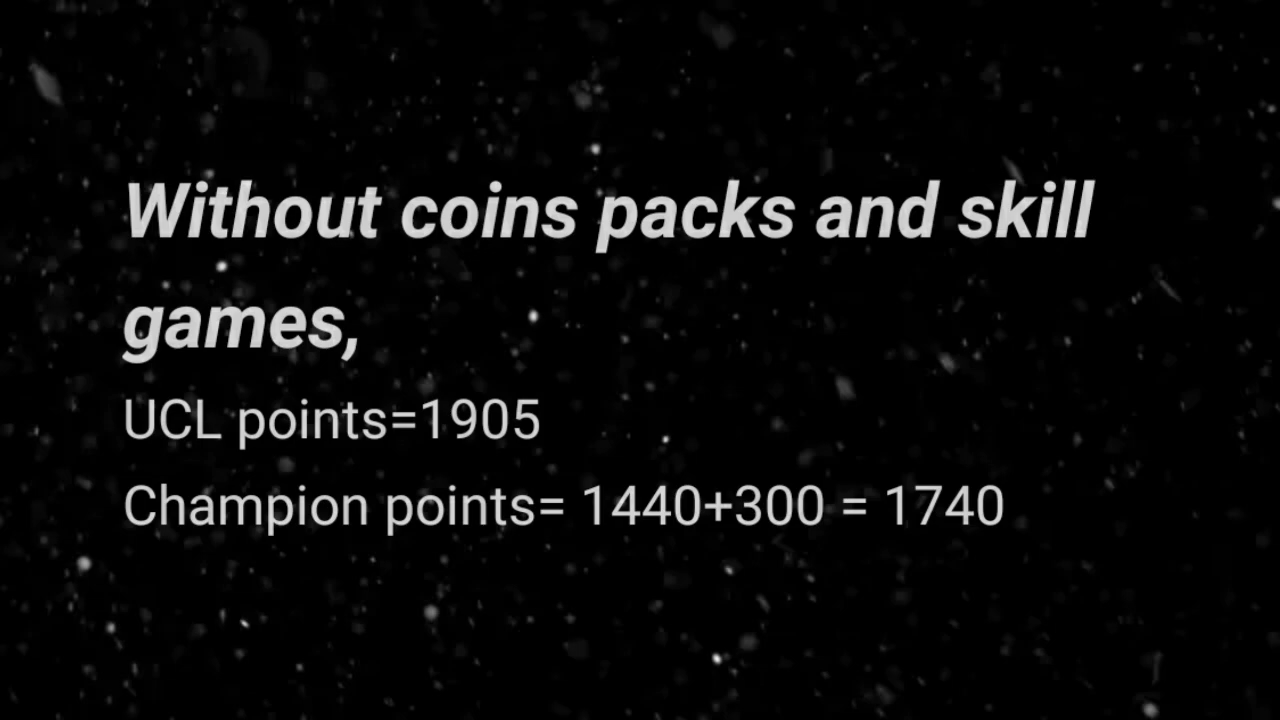 Without coins packs and skill
games,
UCL points=1905
Champion points= 1440+300 = 1740